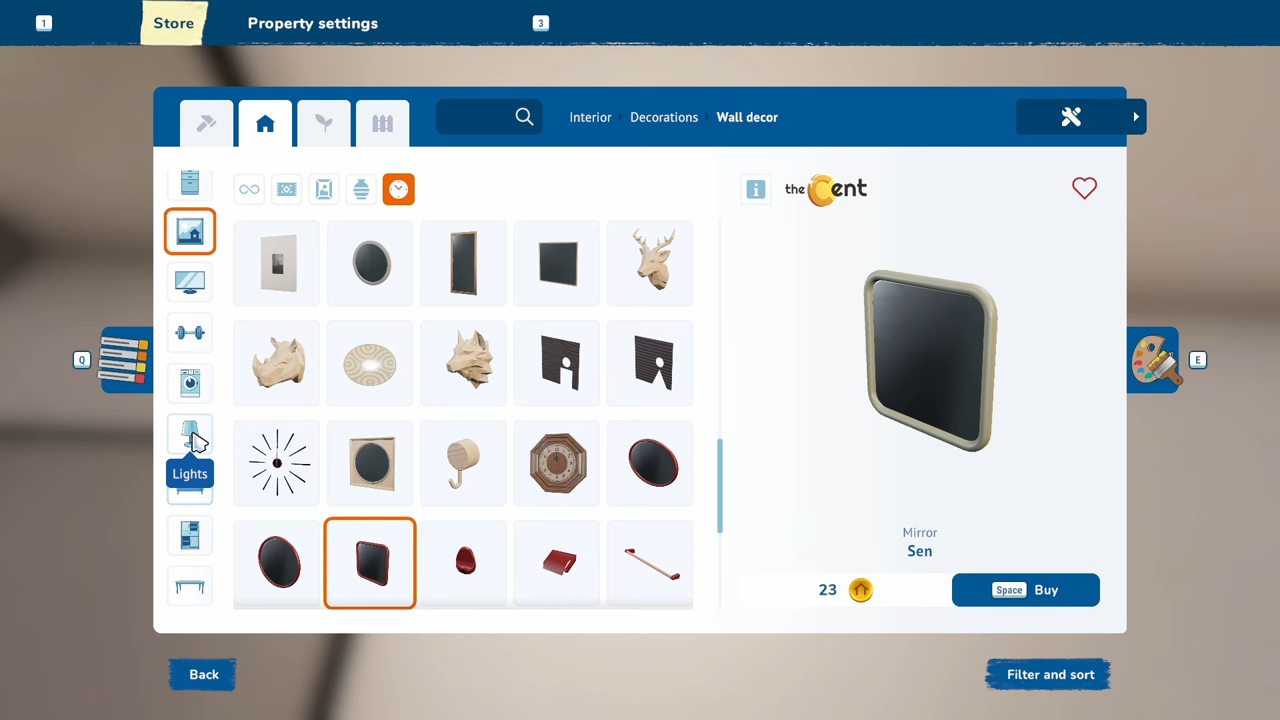 1
Store
Property settings
3
Interior
Decorations
Wall decor
the Cent
Q
E
Lights
Mirror
Sen
23
Space Buy
Back
Filter and sort